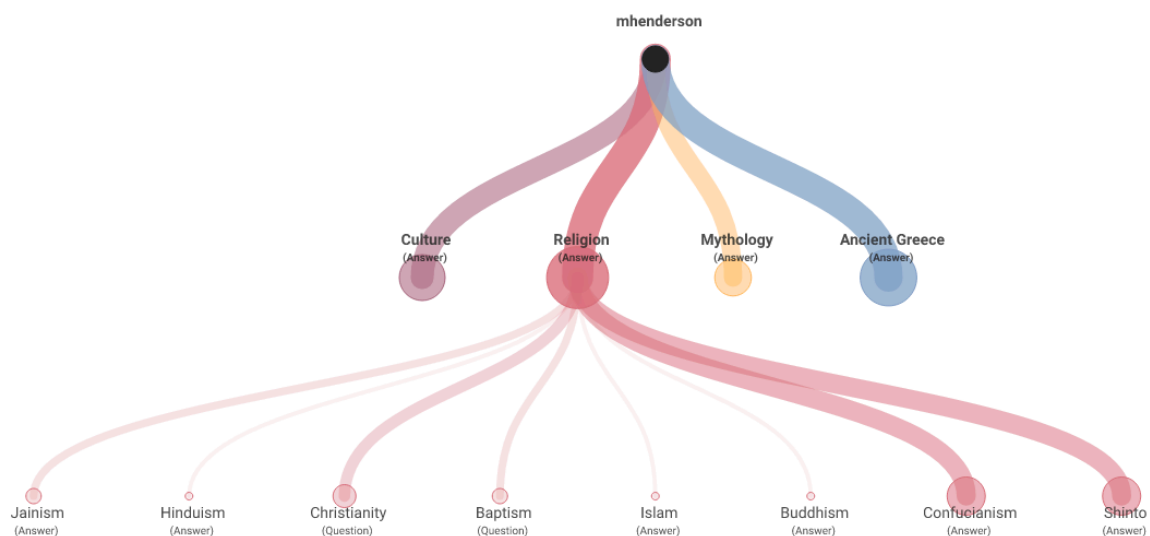 mhenderson
Culture
(Answer)
Religion
(Answer)
Mythology
(Answer)
Ancient Greece
(Answer)
Jainism
(Answer)
Hinduism
(Answer)
Christianity
(Question)
Baptism
(Question)
Islam
(Answer)
Buddhism
(Answer)
Confucianism
(Answer)
Shinto
(Answer)